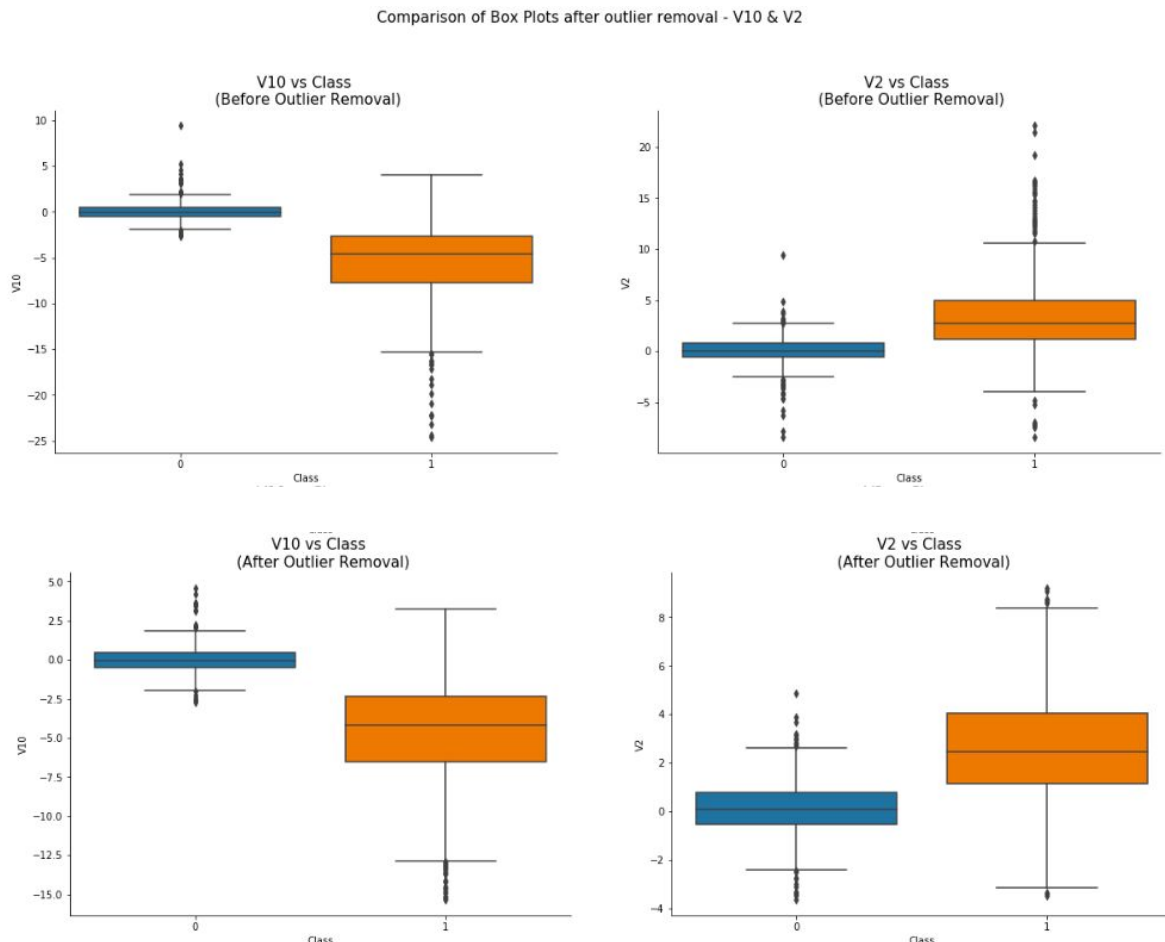 Comparison of Box Plots after outlier removal - V10 & V2
V10 vs Class
(Before Outlier Removal)
10
5
0
−5
−10
−15
−20
−25
V10
0
1
Class
V2 vs Class
(Before Outlier Removal)
20
15
10
5
0
−5
V2
0
1
Class
V10 vs Class
(After Outlier Removal)
5.0
2.5
0.0
−2.5
−5.0
−7.5
−10.0
−12.5
−15.0
V10
0
1
Class
V2 vs Class
(After Outlier Removal)
8
6
4
2
0
−2
−4
V2
0
1
Class